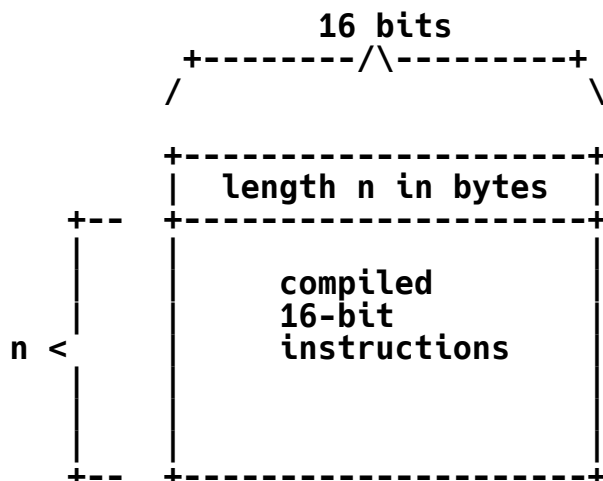 16 bits
length n in bytes
compiled
16-bit
n < instructions